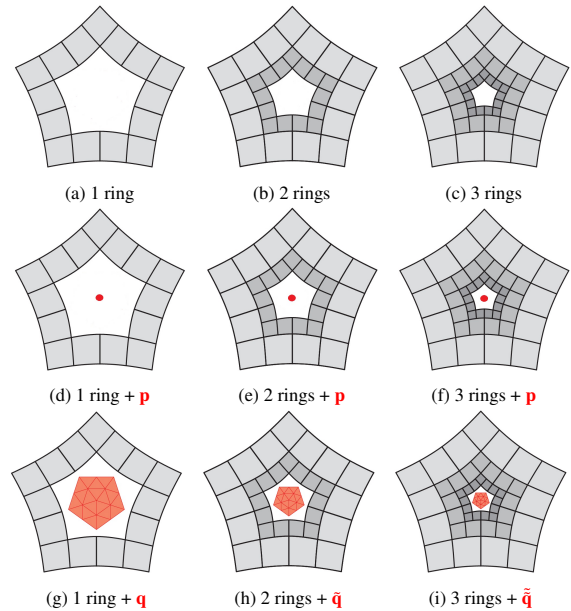 (a) 1 ring (b) 2 rings (c) 3 rings
(d) 1 ring + p (e) 2 rings + p (f) 3 rings + p
(g) 1 ring + q (h) 2 rings + q̃ (i) 3 rings + q̃̃